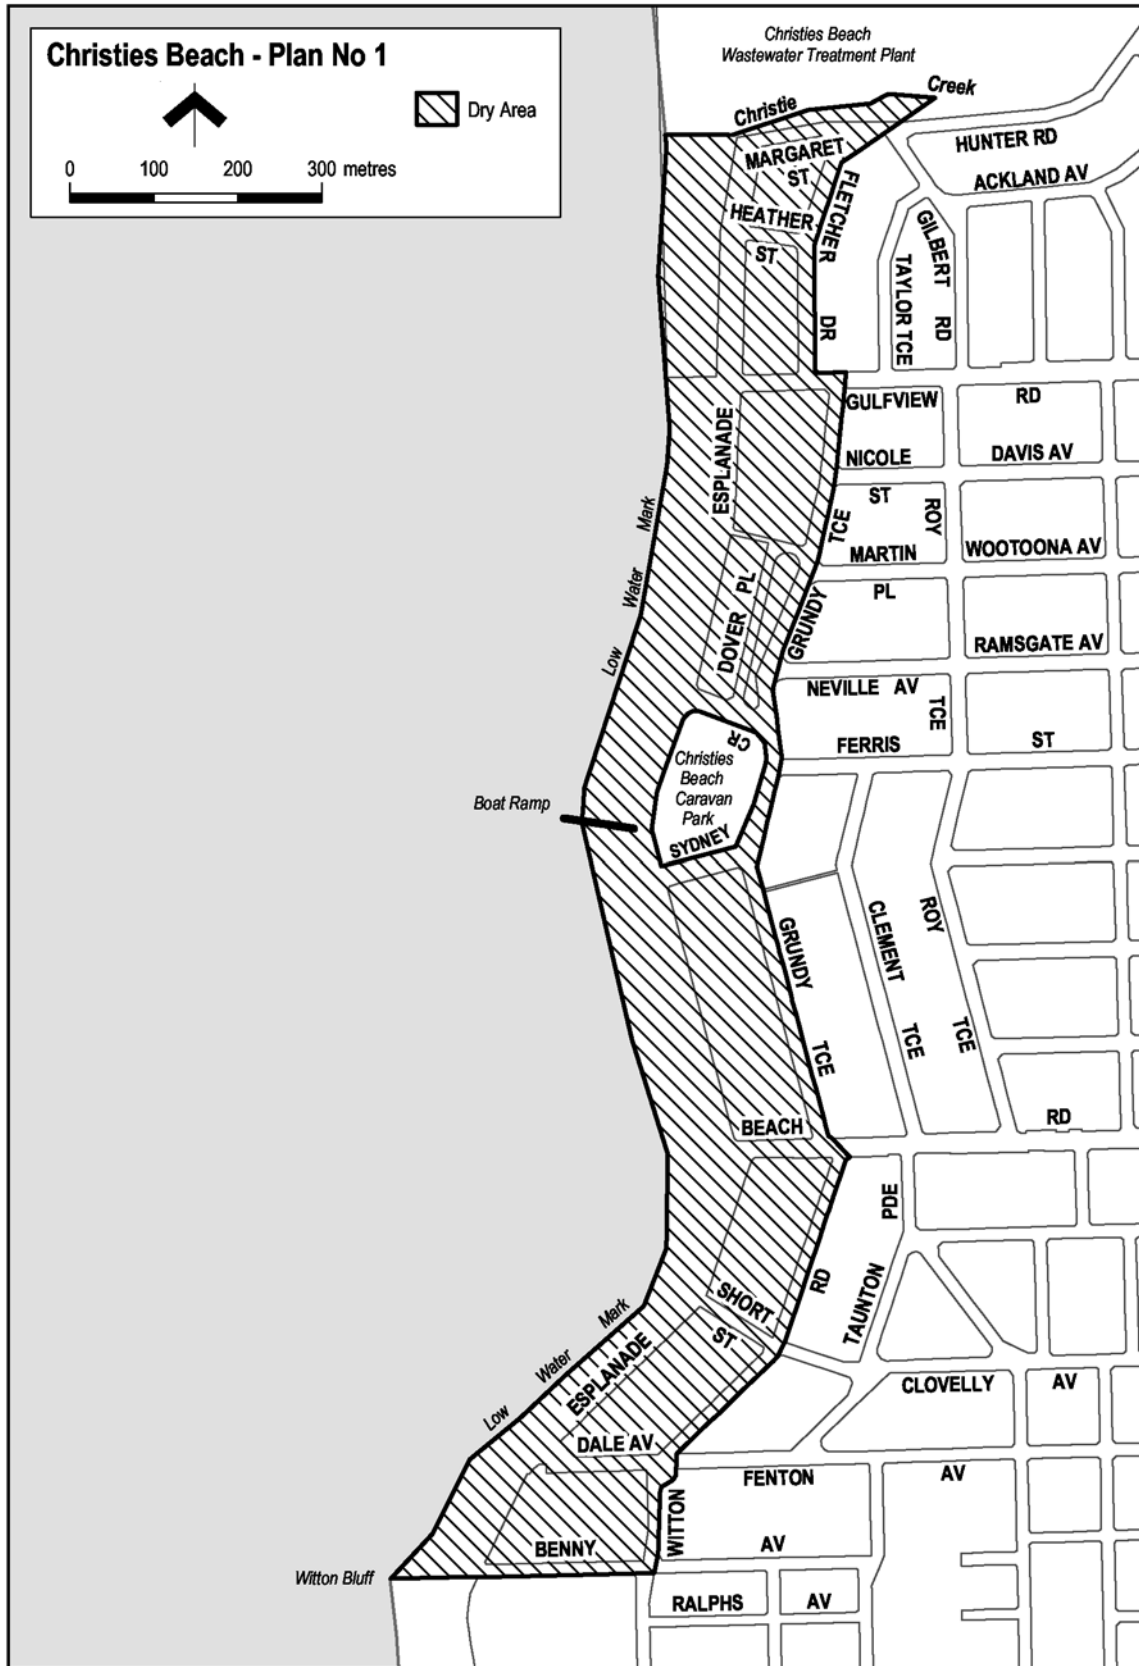 Christies Beach - Plan No 1
Dry Area
0 100 200 300 metres
Christies Beach
Wastewater Treatment Plant
Christie
Creek
MARGARET
ST
HUNTER RD
ACKLAND AV
FLETCHER
DR
HEATHER
ST
GILBERT
RD
TAYLOR TCE
GULFVIEW
RD
ESPLANADE
NICOLE
ST
DAVIS AV
Low
Water
Mark
TCE
ROY
MARTIN
PL
WOOTOONA AV
DOVER
PL
GRUNDY
RAMSGATE AV
NEVILLE AV
TCE
FERRIS
ST
CR
Christies
Beach
Caravan
Park
SYDNEY
Boat Ramp
GRUNDY
TCE
CLEMENT
TCE
ROY
TCE
BEACH
RD
PDE
TAUNTON
RD
SHORT
ST
Low
Water
Mark
ESPLANADE
CLOVELLY
AV
DALE AV
FENTON
AV
WITTON
AV
BENNY
Witton Bluff
RALPHS
AV